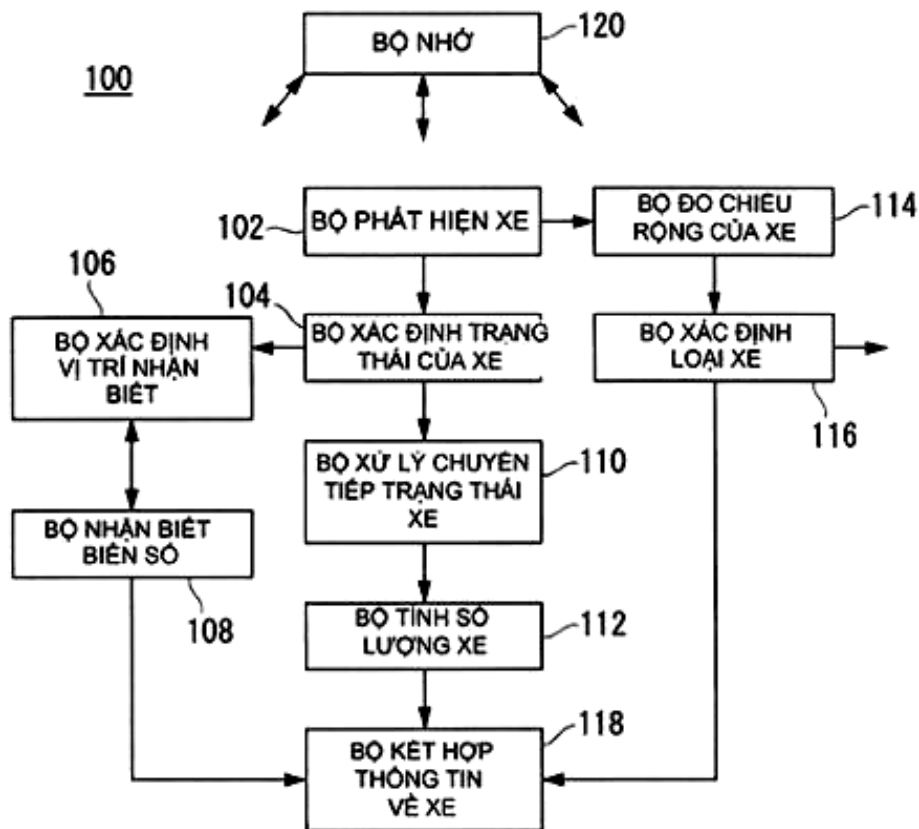 BỘ NHỚ
120
100
BỘ PHÁT HIỆN XE
102
BỘ ĐO CHIỀU
RỘNG CỦA XE
114
106
104
BỘ XÁC ĐỊNH
VỊ TRÍ NHẬN
BIẾT
BỘ XÁC ĐỊNH TRẠNG
THÁI CỦA XE
BỘ XÁC ĐỊNH
LOẠI XE
116
BỘ XỬ LÝ CHUYỂN
TIẾP TRẠNG THÁI
XE
110
BỘ NHẬN BIẾT
BIỂN SỐ
108
BỘ TÍNH SỐ
LƯỢNG XE
112
BỘ KẾT HỢP
THÔNG TIN
VỀ XE
118